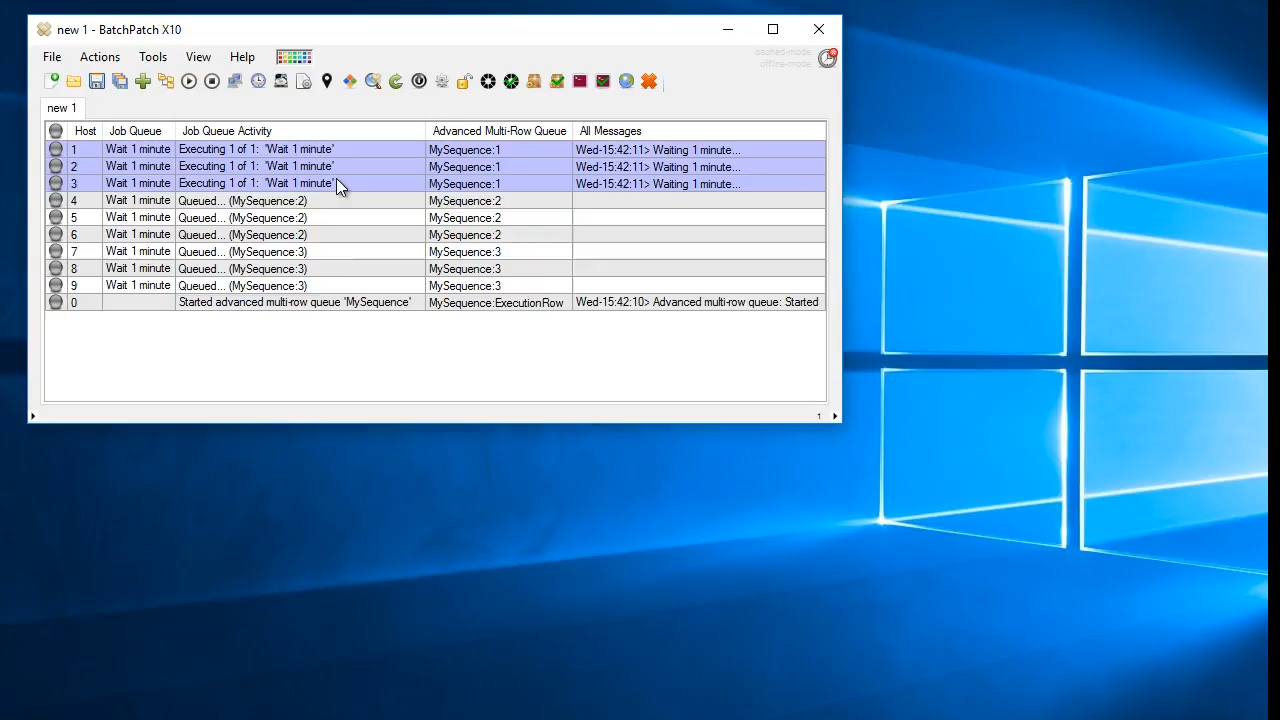 new 1 - BatchPatch X10
File Actions Tools View Help
cached-mode
offline-mode
new 1
Host Job Queue Job Queue Activity Advanced Multi-Row Queue All Messages
1 Wait 1 minute Executing 1 of 1: 'Wait 1 minute' MySequence:1 Wed-15:42:11> Waiting 1 minute...
2 Wait 1 minute Executing 1 of 1: 'Wait 1 minute' MySequence:1 Wed-15:42:11> Waiting 1 minute...
3 Wait 1 minute Executing 1 of 1: 'Wait 1 minute' MySequence:1 Wed-15:42:11> Waiting 1 minute...
4 Wait 1 minute Queued... (MySequence:2) MySequence:2
5 Wait 1 minute Queued... (MySequence:2) MySequence:2
6 Wait 1 minute Queued... (MySequence:2) MySequence:2
7 Wait 1 minute Queued... (MySequence:3) MySequence:3
8 Wait 1 minute Queued... (MySequence:3) MySequence:3
9 Wait 1 minute Queued... (MySequence:3) MySequence:3
0 Started advanced multi-row queue 'MySequence' MySequence:ExecutionRow Wed-15:42:10> Advanced multi-row queue: Started
1